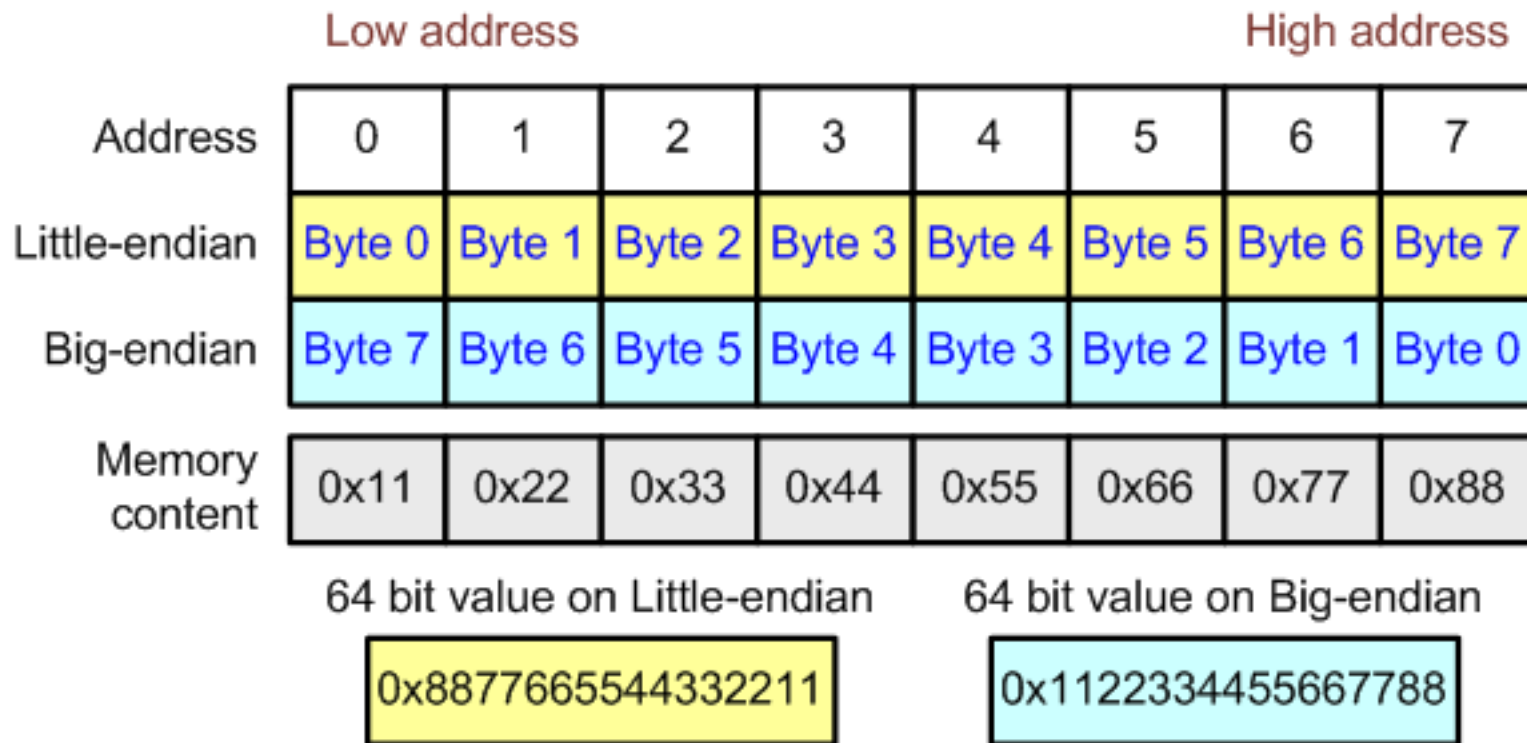 Low address High address
Address 0 1 2 3 4 5 6 7
Little-endian Byte 0 Byte 1 Byte 2 Byte 3 Byte 4 Byte 5 Byte 6 Byte 7
Big-endian Byte 7 Byte 6 Byte 5 Byte 4 Byte 3 Byte 2 Byte 1 Byte 0
Memory
content 0x11 0x22 0x33 0x44 0x55 0x66 0x77 0x88
64 bit value on Little-endian 64 bit value on Big-endian
0x8877665544332211 0x1122334455667788